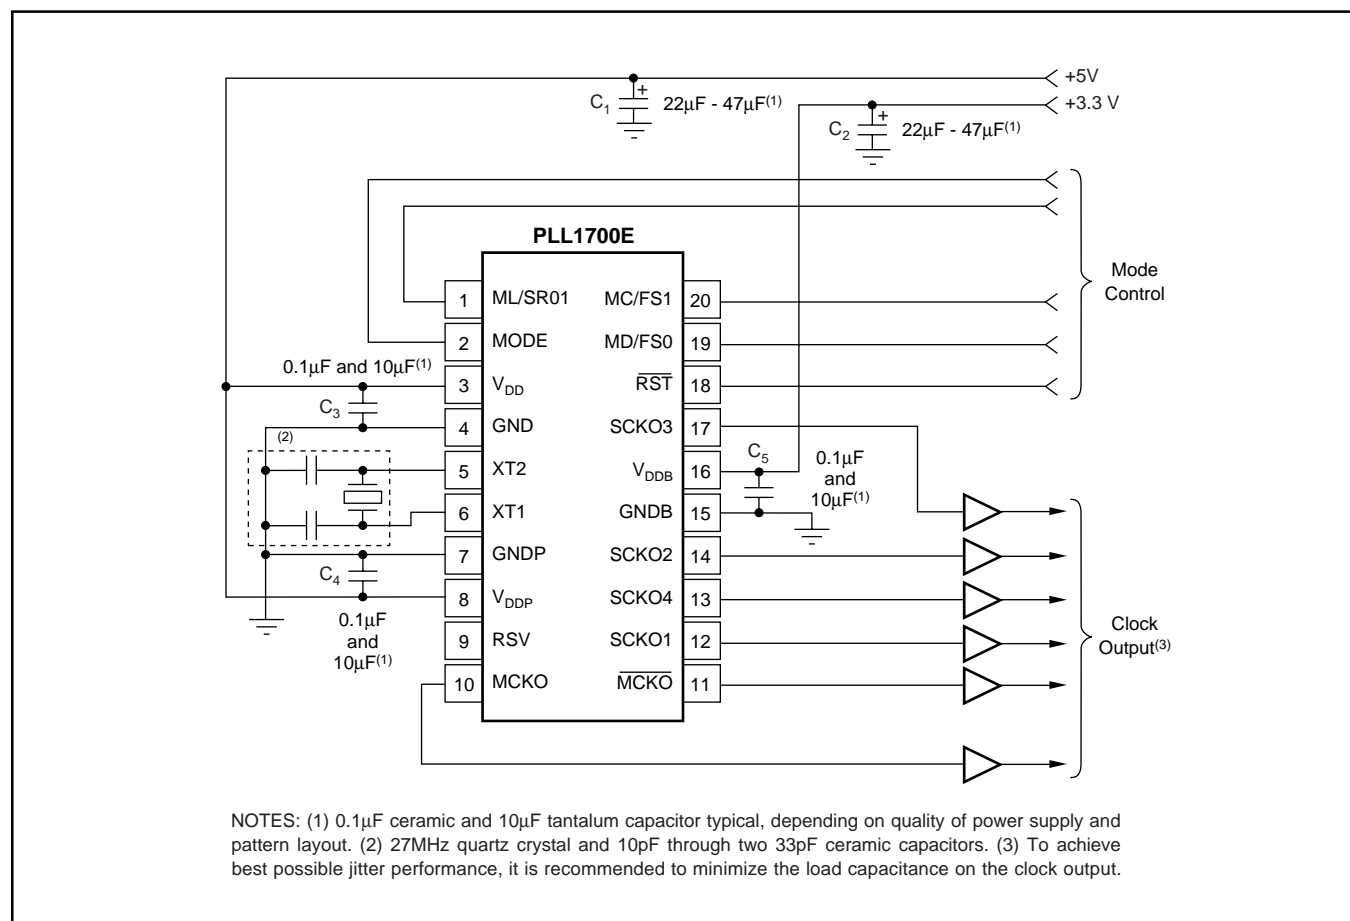 +5V
C1 + 22µF - 47µF(1)
+3.3 V
C2 + 22µF - 47µF(1)
PLL1700E
Mode
Control
1 ML/SR01 MC/FS1 20
2 MODE MD/FS0 19
0.1µF and 10µF(1)
3 VDD RST 18
C3
4 GND SCKO3 17
(2)
5 XT2 VDDB 16
C5
0.1µF
and
10µF(1)
6 XT1 GNDB 15
7 GNDP SCKO2 14
C4
8 VDDP SCKO4 13
0.1µF
and
10µF(1)
9 RSV SCKO1 12
10 MCKO MCKO 11
Clock
Output(3)
NOTES: (1) 0.1µF ceramic and 10µF tantalum capacitor typical, depending on quality of power supply and
pattern layout. (2) 27MHz quartz crystal and 10pF through two 33pF ceramic capacitors. (3) To achieve
best possible jitter performance, it is recommended to minimize the load capacitance on the clock output.